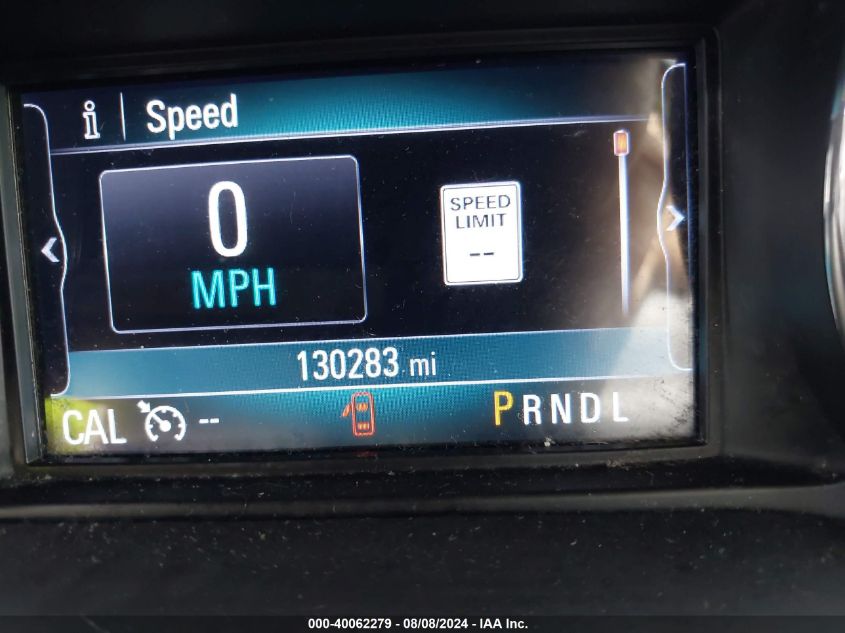 i Speed
0
MPH
SPEED
LIMIT
--
130283 mi
CAL -- PRNDL
000-40062279 - 08/08/2024 - IAA Inc.